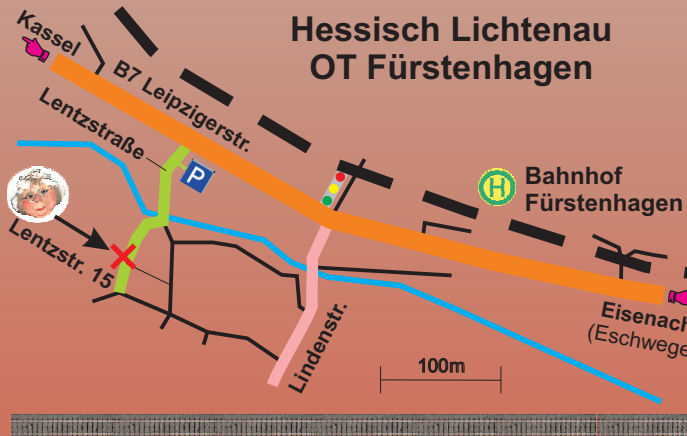 Hessisch Lichtenau
OT Fürstenhagen
Kassel
B7 Leipzigerstr.
Lentzstraße
P
H
Bahnhof
Fürstenhagen
Lentzstr. 15
Lindenstr.
100m
Eisenach
(Eschwege